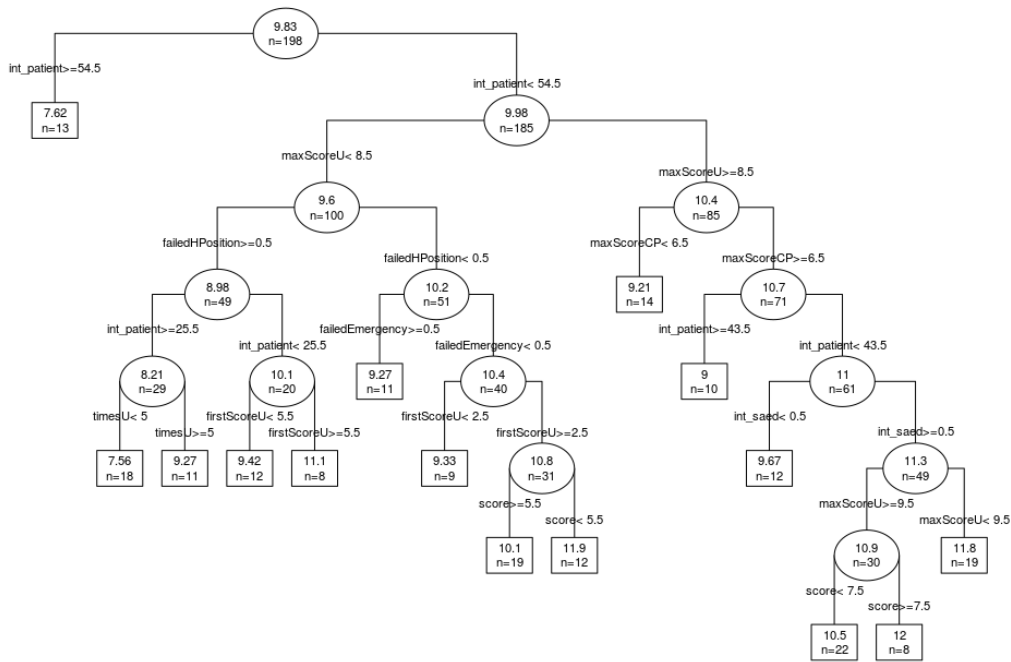 9.83
n=198
int_patient>=54.5
int_patient< 54.5
7.62
n=13
9.98
n=185
maxScoreU< 8.5
maxScoreU>=8.5
9.6
n=100
10.4
n=85
failedHPosition>=0.5
failedHPosition< 0.5
maxScoreCP< 6.5
maxScoreCP>=6.5
8.98
n=49
10.2
n=51
9.21
n=14
10.7
n=71
int_patient>=25.5
int_patient< 25.5
failedEmergency>=0.5
failedEmergency< 0.5
int_patient>=43.5
int_patient< 43.5
8.21
n=29
10.1
n=20
9.27
n=11
10.4
n=40
9
n=10
11
n=61
timesU< 5
timesU>=5
firstScoreU< 5.5
firstScoreU>=5.5
firstScoreU< 2.5
firstScoreU>=2.5
int_saed< 0.5
int_saed>=0.5
7.56
n=18
9.27
n=11
9.42
n=12
11.1
n=8
9.33
n=9
10.8
n=31
9.67
n=12
11.3
n=49
score>=5.5
score< 5.5
maxScoreU>=9.5
maxScoreU< 9.5
10.1
n=19
11.9
n=12
10.9
n=30
11.8
n=19
score< 7.5
score>=7.5
10.5
n=22
12
n=8